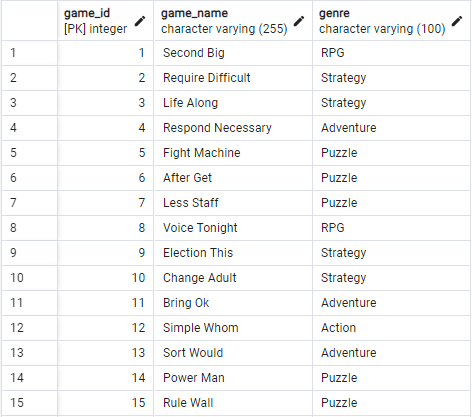 game_id game_name genre
[PK] integer character varying (255) character varying (100)
1 1 Second Big RPG
2 2 Require Difficult Strategy
3 3 Life Along Strategy
4 4 Respond Necessary Adventure
5 5 Fight Machine Puzzle
6 6 After Get Puzzle
7 7 Less Staff Puzzle
8 8 Voice Tonight RPG
9 9 Election This Strategy
10 10 Change Adult Strategy
11 11 Bring Ok Adventure
12 12 Simple Whom Action
13 13 Sort Would Adventure
14 14 Power Man Puzzle
15 15 Rule Wall Puzzle